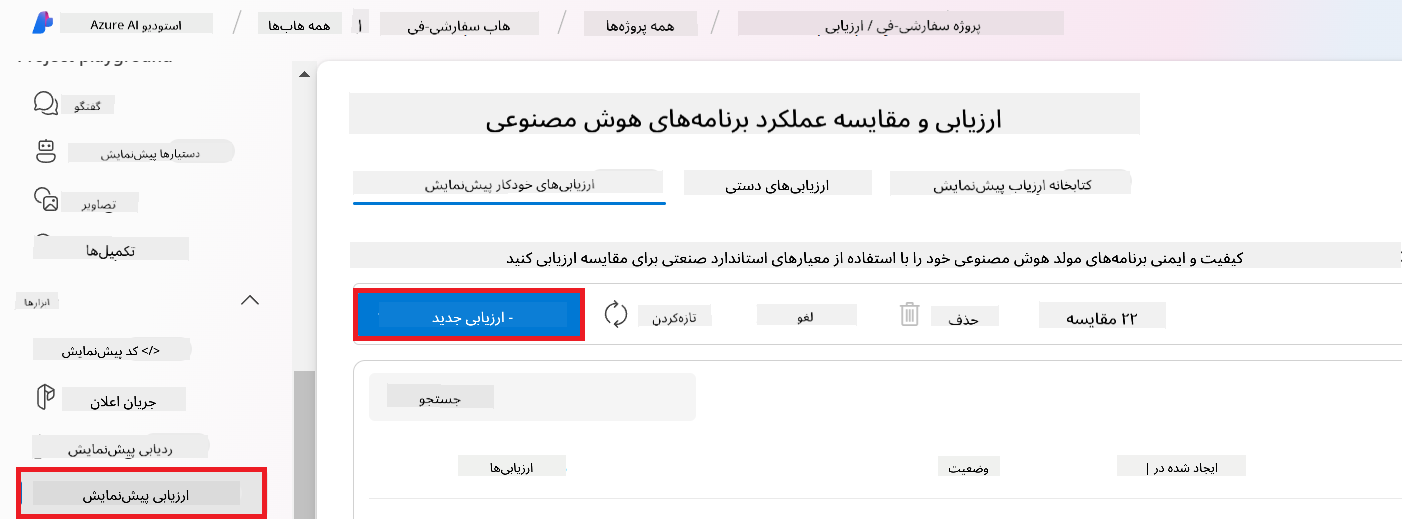 استودیو Azure AI / همه هاب‌ها / هاب سفارشی-فی / همه پروژه‌ها / پروژه سفارشی-فی / ارزیابی
Project playground
گفتگو
دستیارها پیش‌نمایش
تصاویر
تکمیل‌ها
ابزارها
</> کد پیش‌نمایش
جریان اعلان
ردیابی پیش‌نمایش
ارزیابی پیش‌نمایش
ارزیابی و مقایسه عملکرد برنامه‌های هوش مصنوعی
ارزیابی‌های خودکار پیش‌نمایش
ارزیابی‌های دستی
کتابخانه ارزیاب پیش‌نمایش
کیفیت و ایمنی برنامه‌های مولد هوش مصنوعی خود را با استفاده از معیارهای استاندارد صنعتی برای مقایسه ارزیابی کنید
- ارزیابی جدید
تازه‌کردن
لغو
حذف
۲۲ مقایسه
جستجو
ارزیابی‌ها
وضعیت
ایجاد شده در |